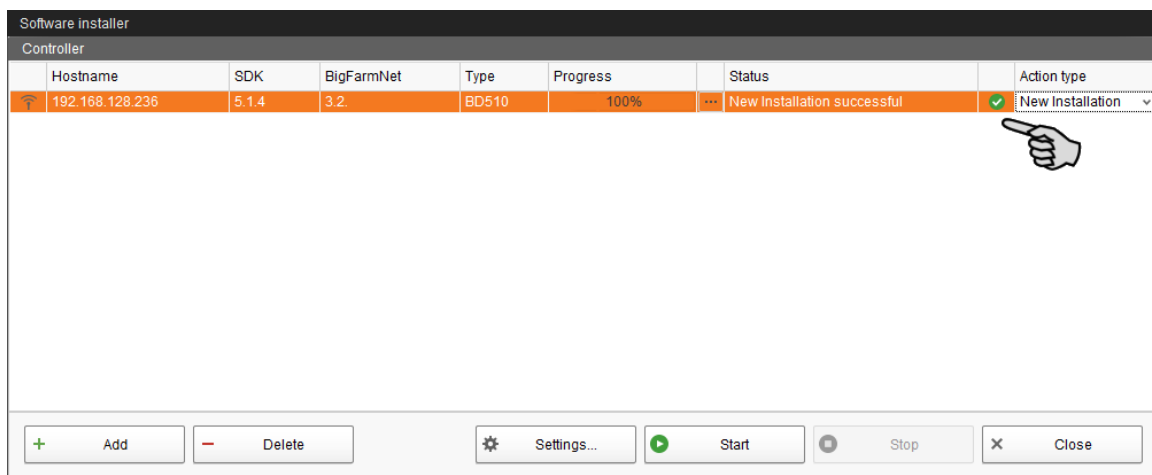 Software installer
Controller
Hostname SDK BigFarmNet Type Progress Status Action type
192.168.128.236 5.1.4 3.2. BD510 100% ... New Installation successful New Installation
Add Delete Settings... Start Stop Close